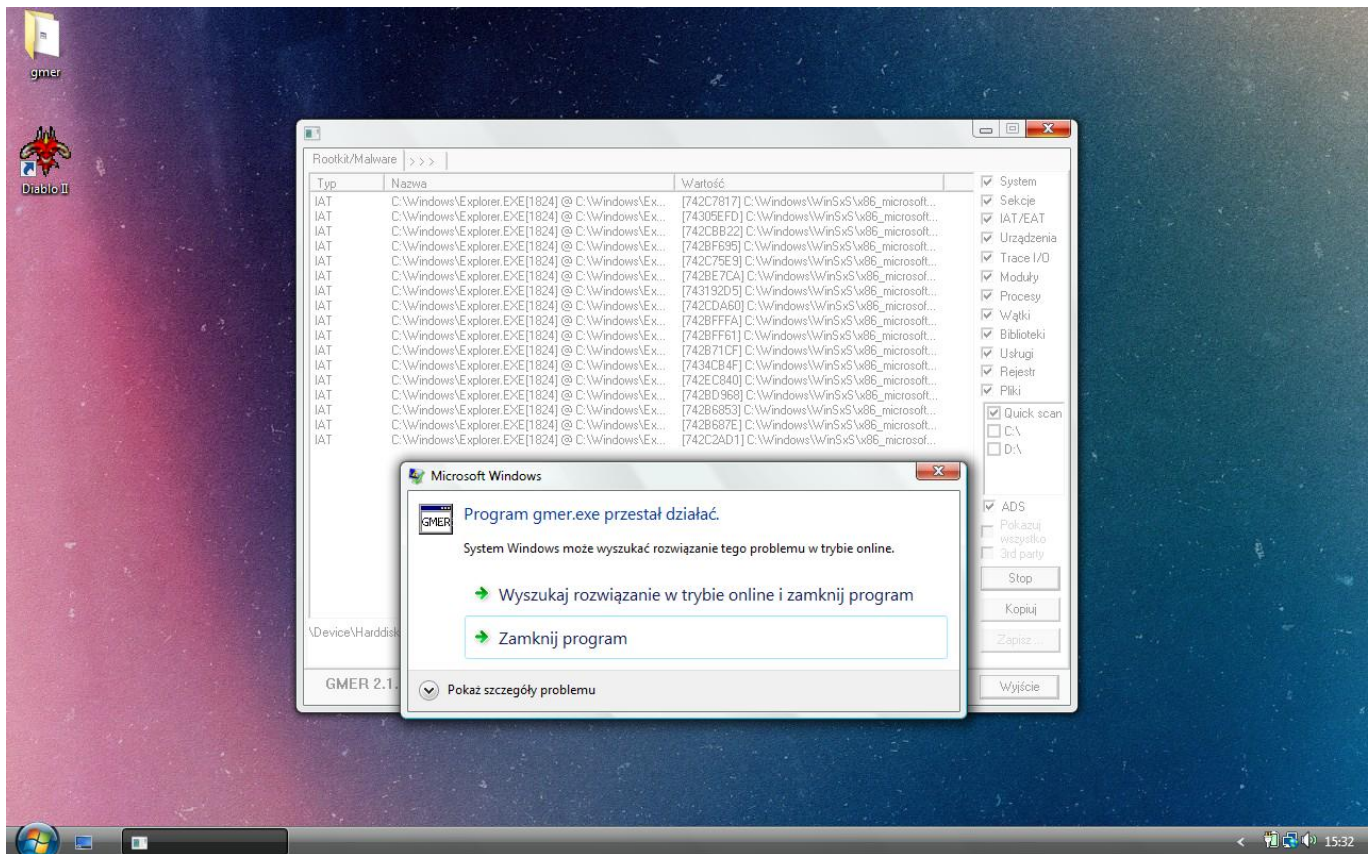 gmer
Diablo II
Rootkit/Malware > > >
Typ Nazwa Wartość
IAT C:\Windows\Explorer.EXE[1824] @ C:\Windows\Ex... [742C7817] C:\Windows\WinSxS\x86_microsoft...
IAT C:\Windows\Explorer.EXE[1824] @ C:\Windows\Ex... [74305EFD] C:\Windows\WinSxS\x86_microsoft...
IAT C:\Windows\Explorer.EXE[1824] @ C:\Windows\Ex... [742CBB22] C:\Windows\WinSxS\x86_microsoft...
IAT C:\Windows\Explorer.EXE[1824] @ C:\Windows\Ex... [742BF695] C:\Windows\WinSxS\x86_microsoft...
IAT C:\Windows\Explorer.EXE[1824] @ C:\Windows\Ex... [742C75E9] C:\Windows\WinSxS\x86_microsoft...
IAT C:\Windows\Explorer.EXE[1824] @ C:\Windows\Ex... [742BE7CA] C:\Windows\WinSxS\x86_microsof...
IAT C:\Windows\Explorer.EXE[1824] @ C:\Windows\Ex... [743192D5] C:\Windows\WinSxS\x86_microsoft...
IAT C:\Windows\Explorer.EXE[1824] @ C:\Windows\Ex... [742CDA60] C:\Windows\WinSxS\x86_microsoft...
IAT C:\Windows\Explorer.EXE[1824] @ C:\Windows\Ex... [742BFFFA] C:\Windows\WinSxS\x86_microsoft...
IAT C:\Windows\Explorer.EXE[1824] @ C:\Windows\Ex... [742BFF61] C:\Windows\WinSxS\x86_microsoft...
IAT C:\Windows\Explorer.EXE[1824] @ C:\Windows\Ex... [742B71CF] C:\Windows\WinSxS\x86_microsoft...
IAT C:\Windows\Explorer.EXE[1824] @ C:\Windows\Ex... [7434CB4F] C:\Windows\WinSxS\x86_microsoft...
IAT C:\Windows\Explorer.EXE[1824] @ C:\Windows\Ex... [742EC840] C:\Windows\WinSxS\x86_microsoft...
IAT C:\Windows\Explorer.EXE[1824] @ C:\Windows\Ex... [742BD968] C:\Windows\WinSxS\x86_microsoft...
IAT C:\Windows\Explorer.EXE[1824] @ C:\Windows\Ex... [742B6853] C:\Windows\WinSxS\x86_microsoft...
IAT C:\Windows\Explorer.EXE[1824] @ C:\Windows\Ex... [742B687E] C:\Windows\WinSxS\x86_microsoft...
IAT C:\Windows\Explorer.EXE[1824] @ C:\Windows\Ex... [742C2AD1] C:\Windows\WinSxS\x86_microsof...
System
Sekcje
IAT/EAT
Urządzenia
Trace I/O
Moduły
Procesy
Wątki
Biblioteki
Usługi
Rejestr
Pliki
Quick scan
C:\
D:\
ADS
Pokazuj
wszystko
3rd party
Stop
Kopiuj
Zapisz ...
Wyjście
\Device\Harddisk
GMER 2.1.
Microsoft Windows
GMER
Program gmer.exe przestał działać.
System Windows może wyszukać rozwiązanie tego problemu w trybie online.
Wyszukaj rozwiązanie w trybie online i zamknij program
Zamknij program
Pokaż szczegóły problemu
15:32